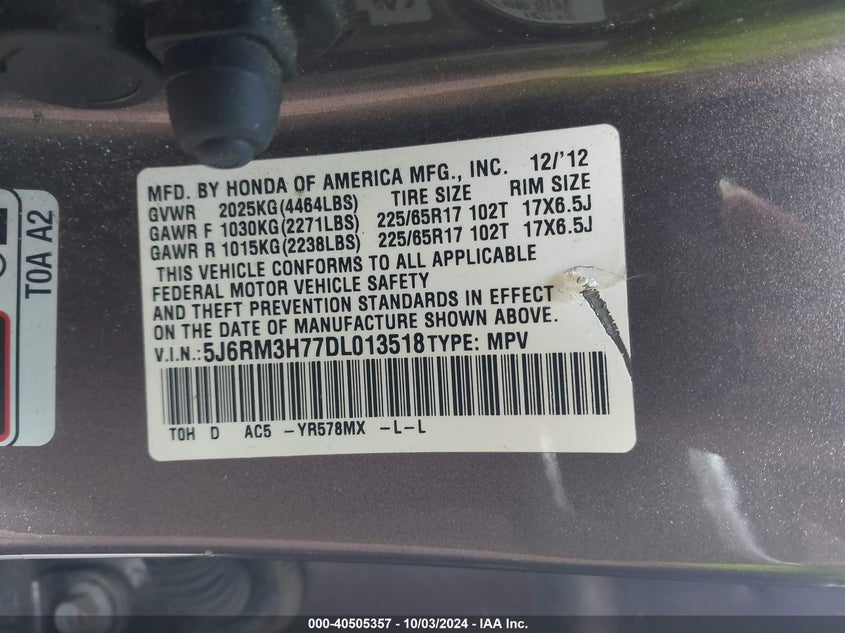 MFD. BY HONDA OF AMERICA MFG., INC. 12/'12
GVWR 2025KG(4464LBS) TIRE SIZE RIM SIZE
GAWR F 1030KG(2271LBS) 225/65R17 102T 17X6.5J
GAWR R 1015KG(2238LBS) 225/65R17 102T 17X6.5J
THIS VEHICLE CONFORMS TO ALL APPLICABLE
FEDERAL MOTOR VEHICLE SAFETY
AND THEFT PREVENTION STANDARDS IN EFFECT
ON THE DATE OF MANUFACTURE SHOWN ABOVE.
V.I.N.:5J6RM3H77DL013518 TYPE: MPV
TOH D AC5 -YR578MX -L-L
TOA A2
000-40505357 - 10/03/2024 - IAA Inc.